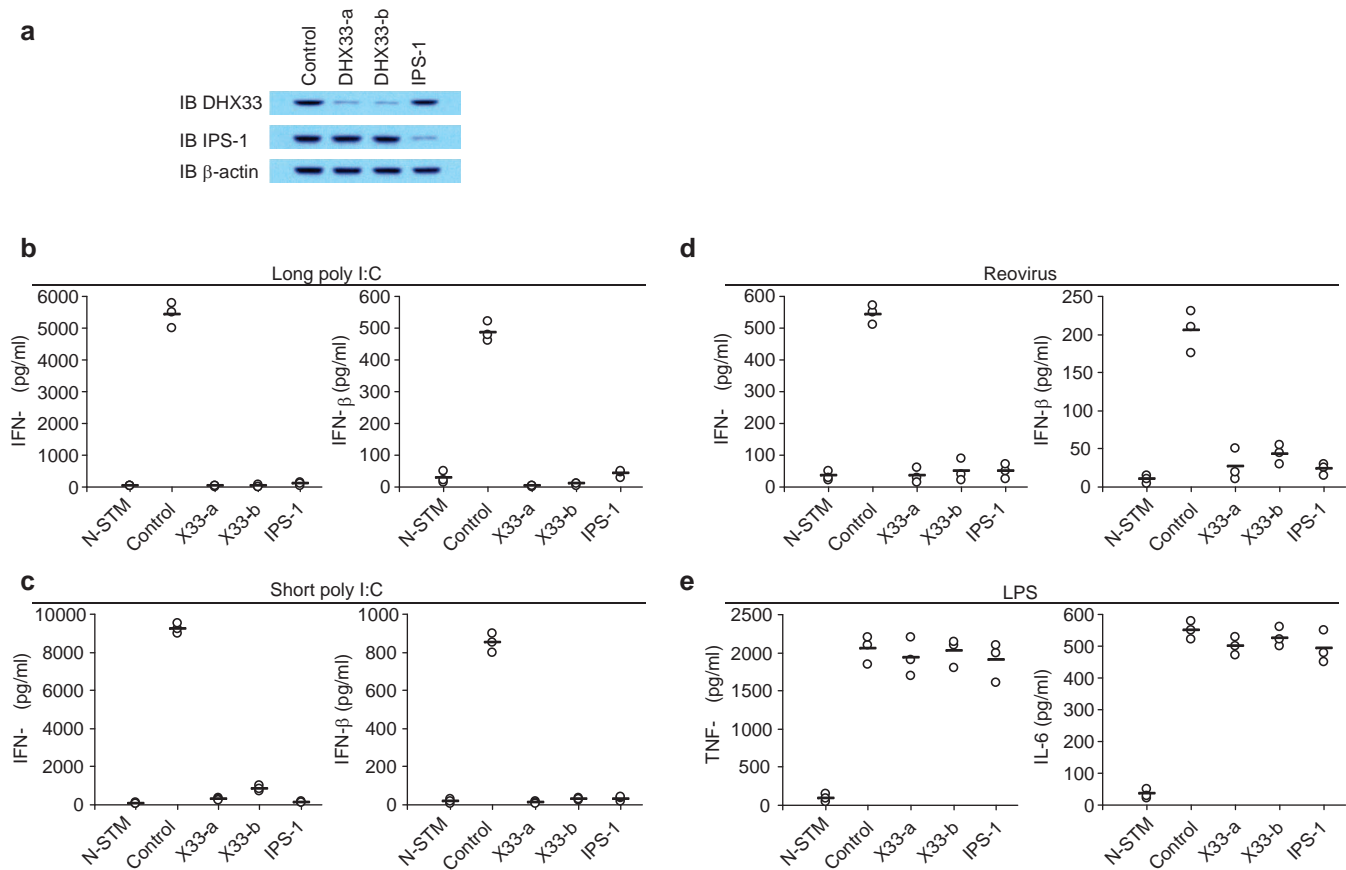 a
Control
DHX33-a
DHX33-b
IPS-1
IB DHX33
IB IPS-1
IB β-actin
b
Long poly I:C
IFN- (pg/ml)
6000
5000
4000
3000
2000
1000
0
N-STM
Control
X33-a
X33-b
IPS-1
IFN-β (pg/ml)
600
500
400
300
200
100
0
N-STM
Control
X33-a
X33-b
IPS-1
c
Short poly I:C
IFN- (pg/ml)
10000
8000
6000
4000
2000
0
N-STM
Control
X33-a
X33-b
IPS-1
IFN-β (pg/ml)
1000
800
600
400
200
0
N-STM
Control
X33-a
X33-b
IPS-1
d
Reovirus
IFN- (pg/ml)
600
500
400
300
200
100
0
N-STM
Control
X33-a
X33-b
IPS-1
IFN-β (pg/ml)
250
200
150
100
50
0
N-STM
Control
X33-a
X33-b
IPS-1
e
LPS
TNF- (pg/ml)
2500
2000
1500
1000
500
0
N-STM
Control
X33-a
X33-b
IPS-1
IL-6 (pg/ml)
600
500
400
300
200
100
0
N-STM
Control
X33-a
X33-b
IPS-1